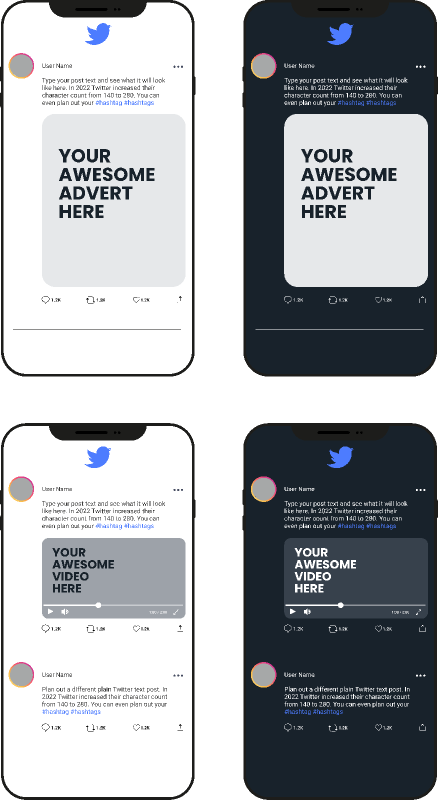 User Name
Type your post text and see what it will look
like here. In 2022 Twitter increased their
character count from 140 to 280. You can
even plan out your #hashtag #hashtags
YOUR
AWESOME
ADVERT
HERE
1.2K 1.2K 1.2K
User Name
Type your post text and see what it will look
like here. In 2022 Twitter increased their
character count from 140 to 280. You can
even plan out your #hashtag #hashtags
YOUR
AWESOME
ADVERT
HERE
1.2K 1.2K 1.2K
User Name
Type your post text and see what it will look
like here. In 2022 Twitter increased their
character count from 140 to 280. You can
even plan out your #hashtag #hashtags
YOUR
AWESOME
VIDEO
HERE
1.2K 1.2K
User Name
Plan out a different plain Twitter text post. In
2022 Twitter increased their character count
from 140 to 280. You can even plan out your
#hashtag #hashtags
1.2K 1.2K
User Name
Type your post text and see what it will look
like here. In 2022 Twitter increased their
character count from 140 to 280. You can
even plan out your #hashtag #hashtags
YOUR
AWESOME
VIDEO
HERE
1.2K 1.2K
User Name
Plan out a different plain Twitter text post. In
2022 Twitter increased their character count
from 140 to 280. You can even plan out your
#hashtag #hashtags
1.2K 1.2K